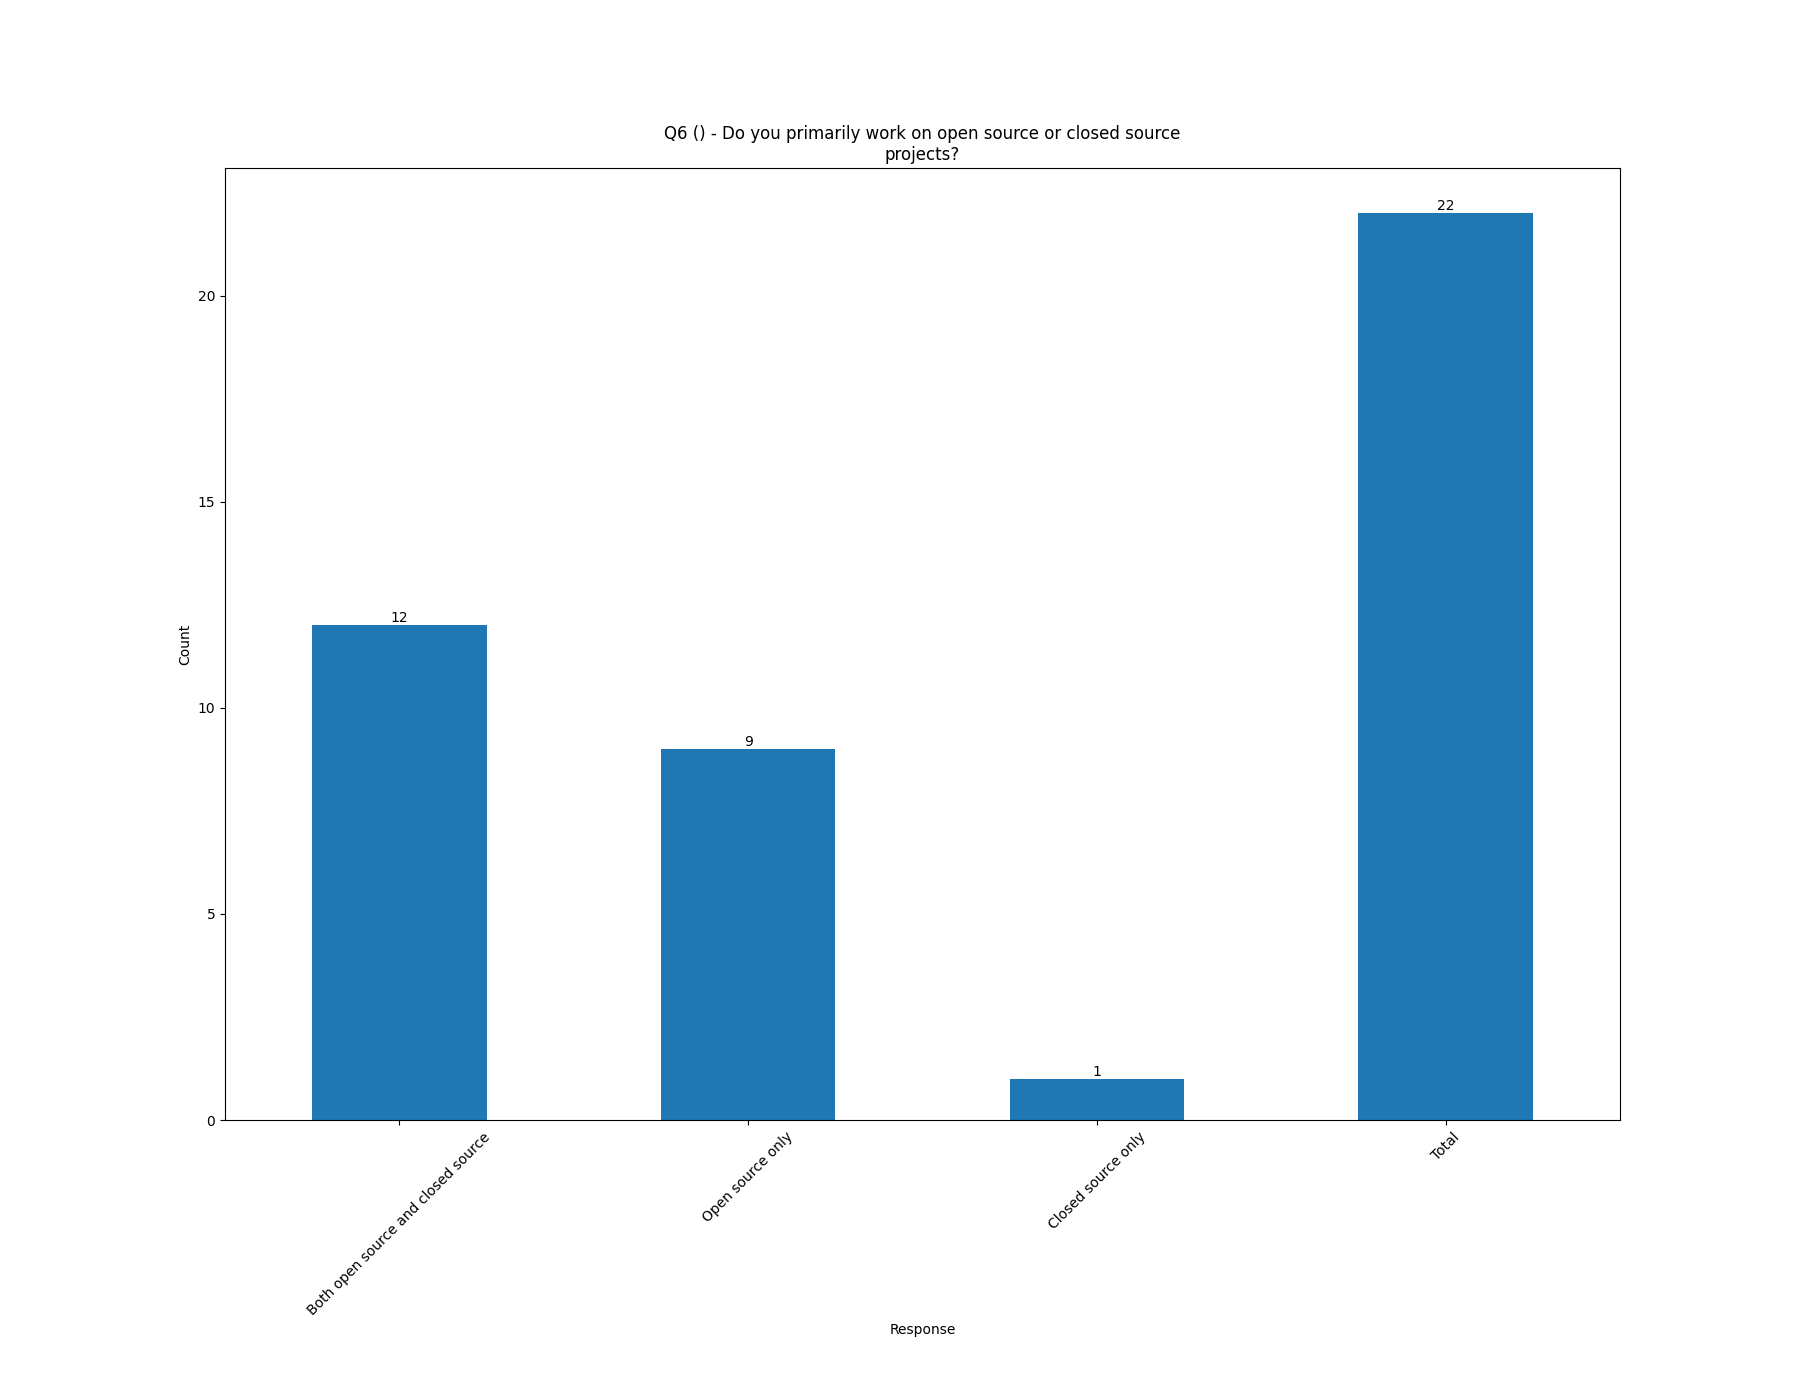 Q6 () - Do you primarily work on open source or closed source
projects?
22
20
15
12
Count
10
9
5
1
0
Both open source and closed source
Open source only
Closed source only
Total
Response